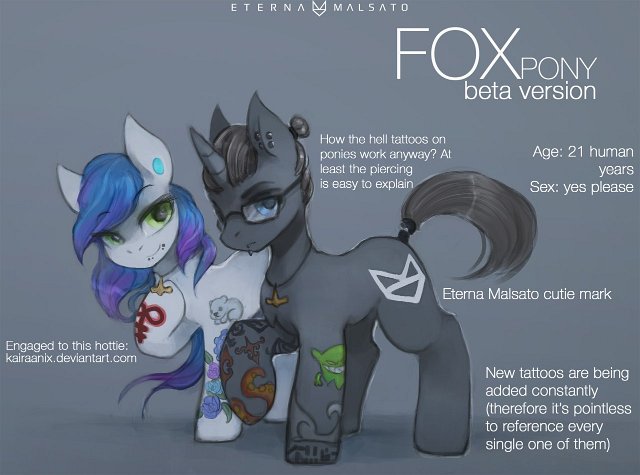 ETERNA MALSATO
FOX PONY
beta version
How the hell tattoos on
ponies work anyway? At
least the piercing
is easy to explain
Age: 21 human
years
Sex: yes please
Eterna Malsato cutie mark
Engaged to this hottie:
kairaanix.deviantart.com
New tattoos are being
added constantly
(therefore it's pointless
to reference every
single one of them)